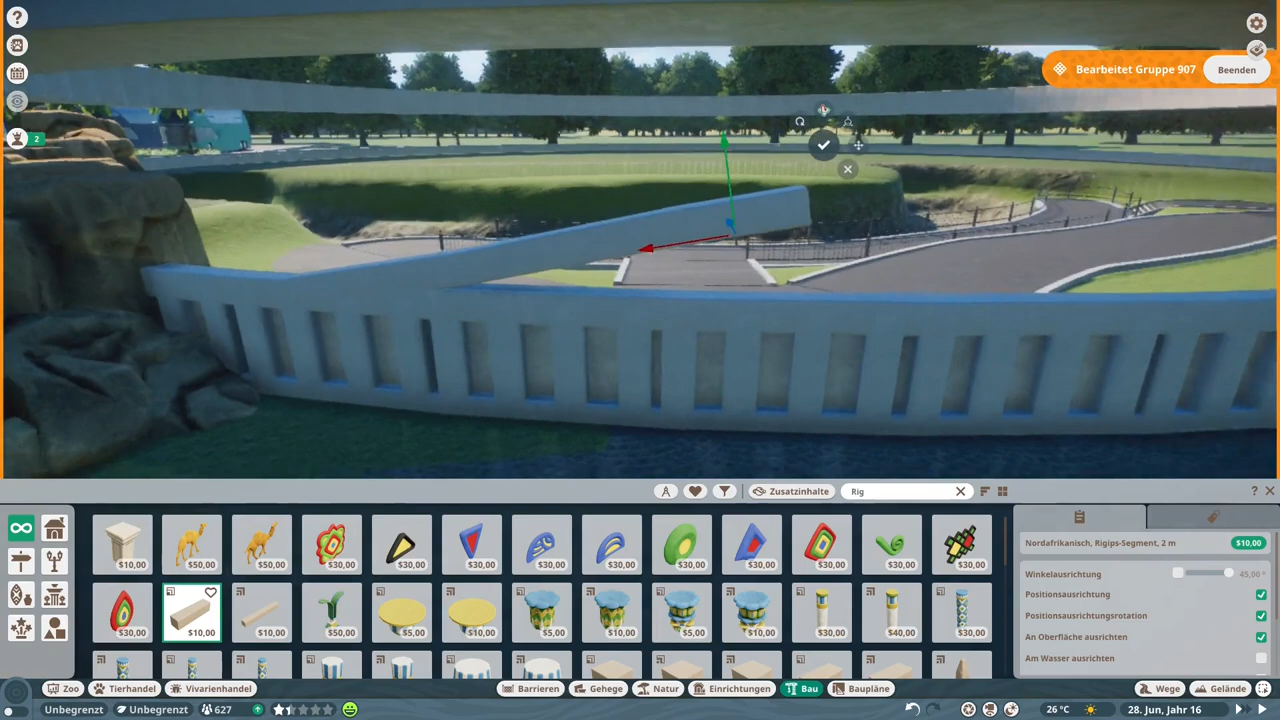 ?
Bearbeitet Gruppe 907
Beenden
2
Zusatzinhalte
Rig
?
$10,00
$50,00
$50,00
$30,00
$30,00
$30,00
$30,00
$30,00
$30,00
$30,00
$30,00
$30,00
$30,00
Nordafrikanisch, Rigips-Segment, 2 m
$10,00
Winkelausrichtung
45,00 °
Positionsausrichtung
Positionsausrichtungsrotation
An Oberfläche ausrichten
Am Wasser ausrichten
$30,00
$10,00
$10,00
$50,00
$5,00
$10,00
$5,00
$10,00
$5,00
$10,00
$30,00
$40,00
$30,00
Zoo
Tierhandel
Vivarienhandel
Barrieren
Gehege
Natur
Einrichtungen
Bau
Baupläne
Wege
Gelände
Unbegrenzt
Unbegrenzt
627
26 °C
28. Jun, Jahr 16